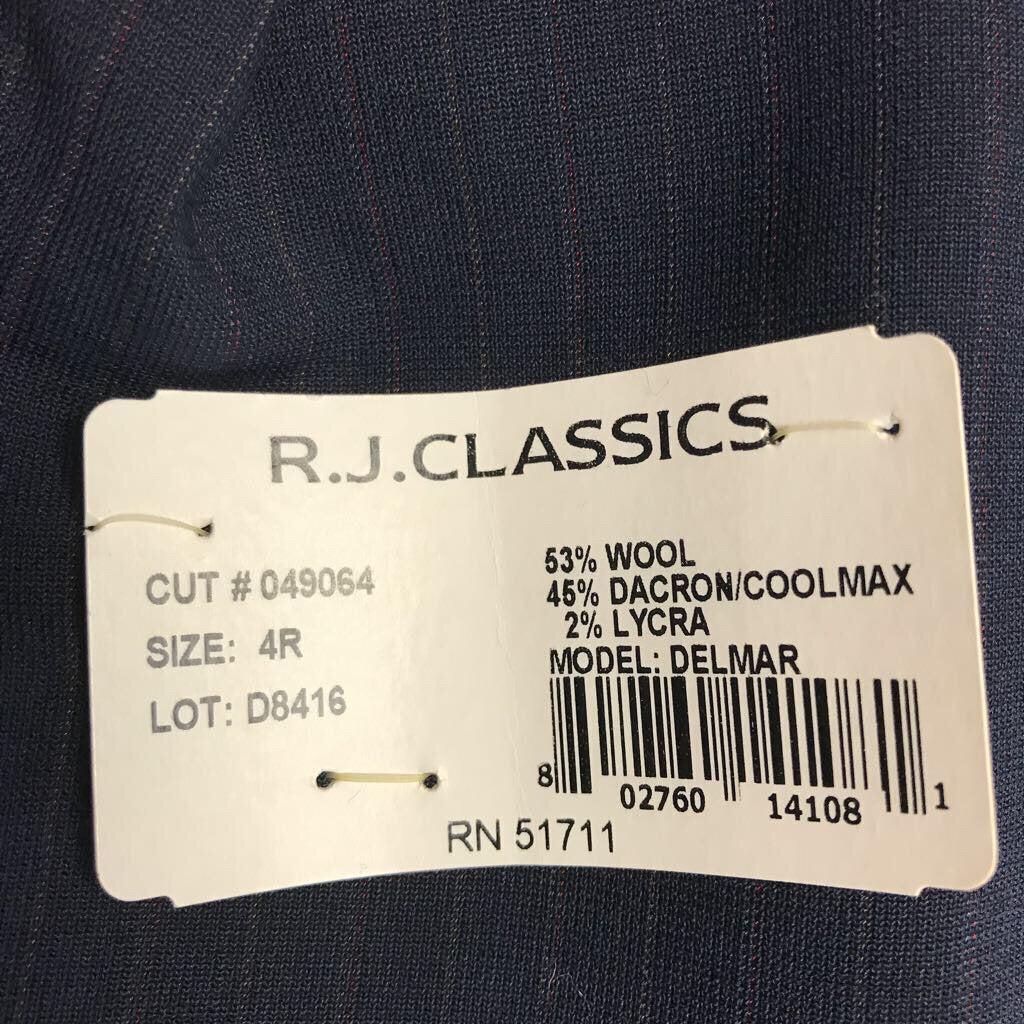 R.J.CLASSICS
CUT # 049064
SIZE: 4R
LOT: D8416
53% WOOL
45% DACRON/COOLMAX
2% LYCRA
MODEL: DELMAR
8 02760 14108 1
RN 51711